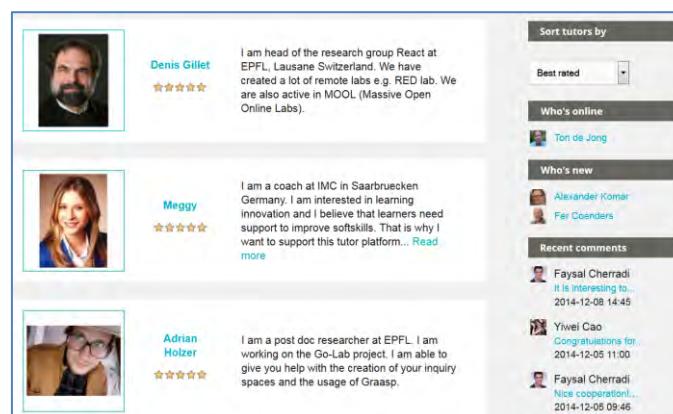 Denis Gillet
I am head of the research group React at
EPFL, Lausane Switzerland. We have
created a lot of remote labs e.g. RED lab. We
are also active in MOOL (Massive Open
Online Labs).
Meggy
I am a coach at IMC in Saarbruecken
Germany. I am interested in learning
innovation and I believe that learners need
support to improve softskills. That is why I
want to support this tutor platform... Read
more
Adrian
Holzer
I am a post doc researcher at EPFL. I am
working on the Go-Lab project. I am able to
give you help with the creation of your inquiry
spaces and the usage of Graasp.
Sort tutors by
Best rated
Who's online
Ton de Jong
Who's new
Alexander Komar
Fer Coenders
Recent comments
Faysal Cherradi
It is interesting to...
2014-12-08 14:45
Yiwei Cao
Congratulations for...
2014-12-05 11:00
Faysal Cherradi
Nice cooperation!...
2014-12-05 09:46